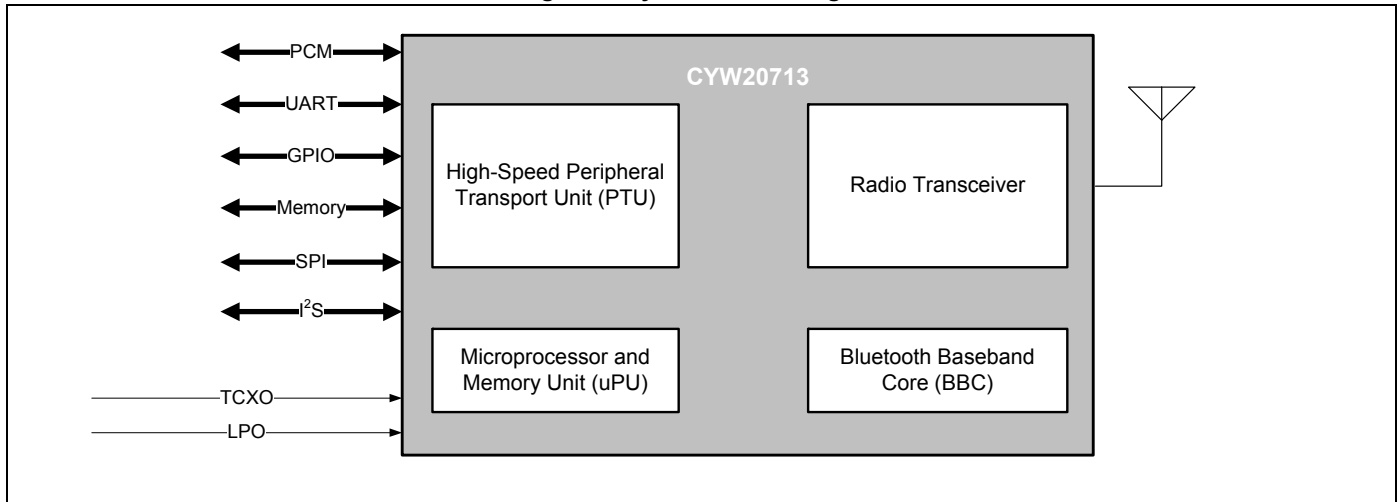 PCM
UART
GPIO
Memory
SPI
I²S
TCXO
LPO
CYW20713
High-Speed Peripheral
Transport Unit (PTU)
Radio Transceiver
Microprocessor and
Memory Unit (uPU)
Bluetooth Baseband
Core (BBC)